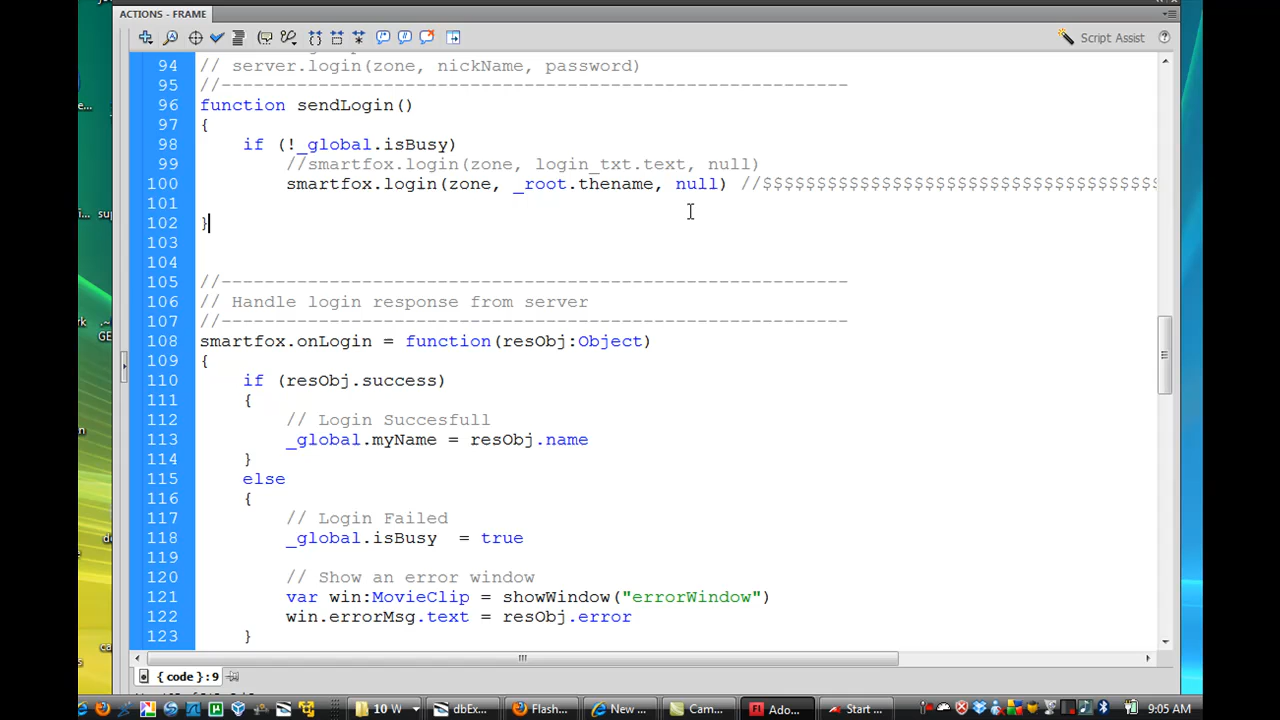 ACTIONS - FRAME
Script Assist
94 // server.login(zone, nickName, password)
95 //----------------------------------------------------------
96 function sendLogin()
97 {
98 if (!_global.isBusy)
99 //smartfox.login(zone, login_txt.text, null)
100 smartfox.login(zone, _root.thename, null) //$$$$$$$$$$$$$$$$$$$$$$$$$$$$$$$$$$$$$
101
102 }
103
104
105 //----------------------------------------------------------
106 // Handle login response from server
107 //----------------------------------------------------------
108 smartfox.onLogin = function(resObj:Object)
109 {
110 if (resObj.success)
111 {
112 // Login Succesfull
113 _global.myName = resObj.name
114 }
115 else
116 {
117 // Login Failed
118 _global.isBusy  = true
119
120 // Show an error window
121 var win:MovieClip = showWindow("errorWindow")
122 win.errorMsg.text = resObj.error
123 }
{ code } : 9
10 W
dbEx...
Flash...
New ...
Cam...
Ado...
Start ...
9:05 AM